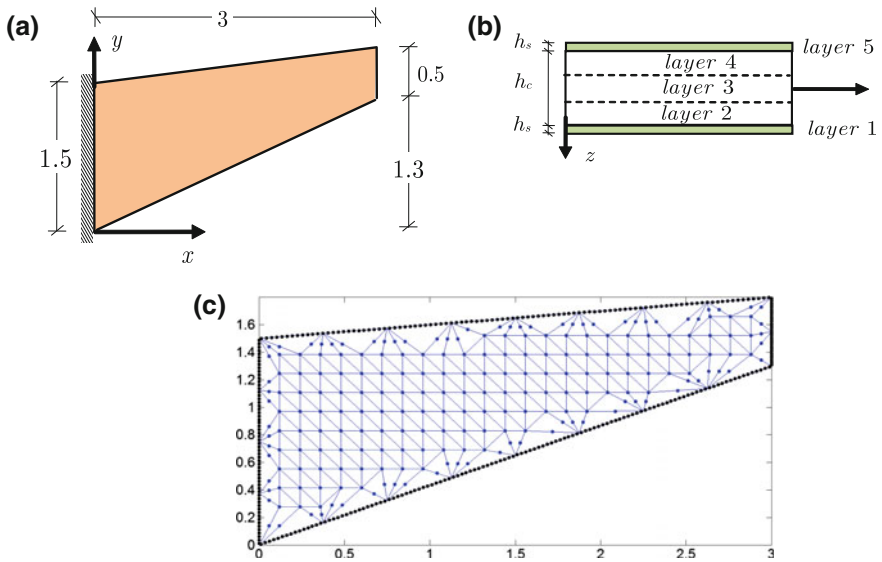 (a)
3
y
0.5
1.5
1.3
x
(b)
h_s
layer 5
layer 4
h_c
layer 3
layer 2
h_s
layer 1
z
(c)
1.6
1.4
1.2
1
0.8
0.6
0.4
0.2
0
0 0.5 1 1.5 2 2.5 3